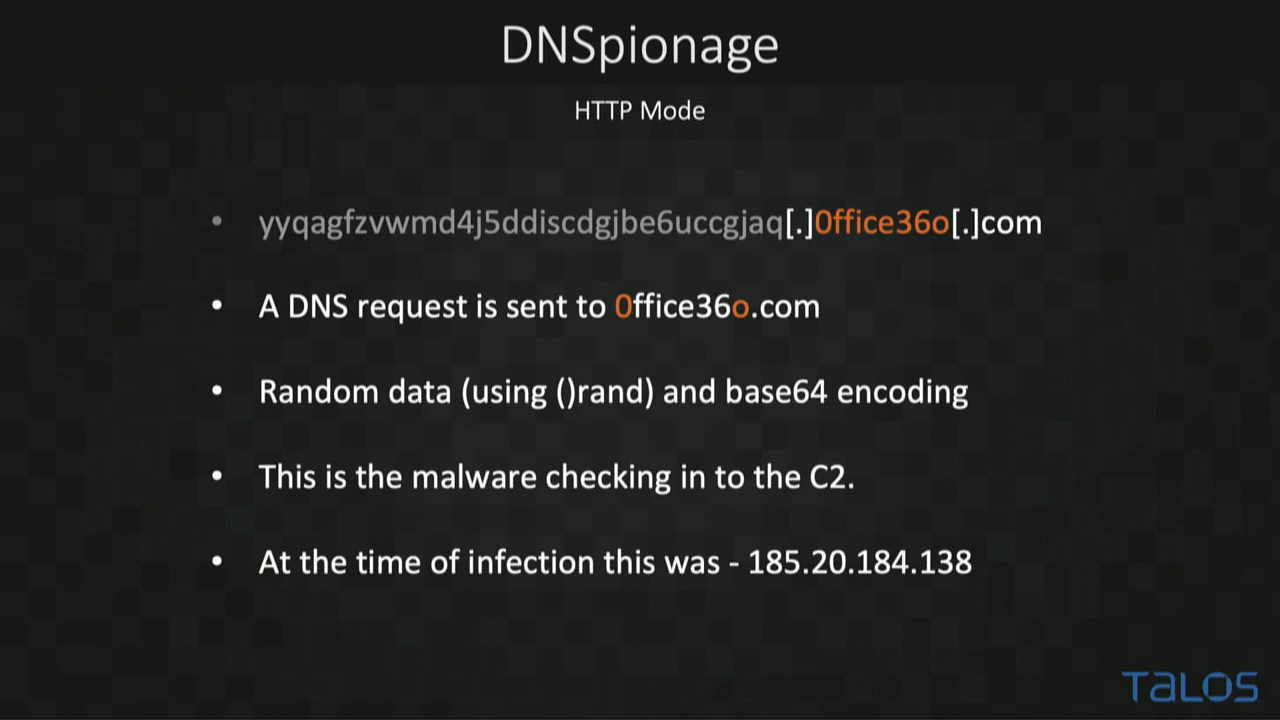 DNSpionage
HTTP Mode
• yyqagfzvwmd4j5ddiscdgjbe6uccgjaq[.]0ffice36o[.]com
• A DNS request is sent to 0ffice36o.com
• Random data (using ()rand) and base64 encoding
• This is the malware checking in to the C2.
• At the time of infection this was - 185.20.184.138
TALOS